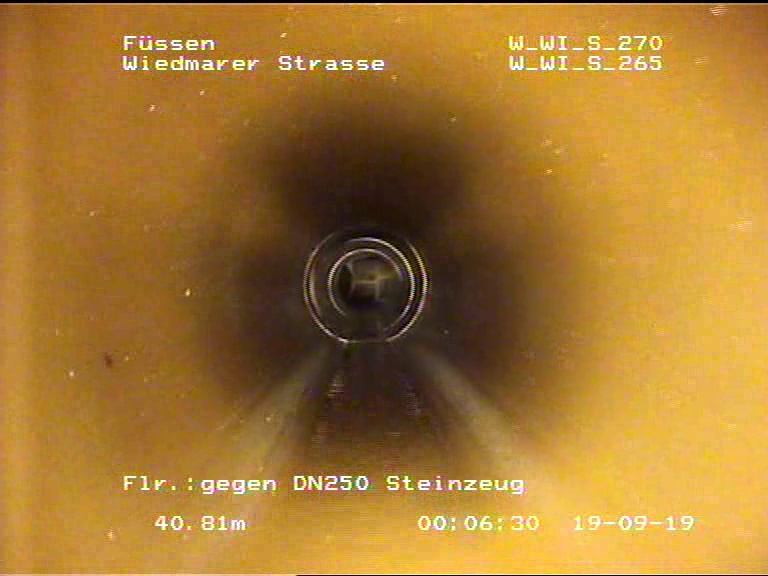 Füssen W_WI_S_270
Wiedmarer Strasse W_WI_S_265
Flr.:gegen DN250 Steinzeug
40.81m 00:06:30 19-09-19